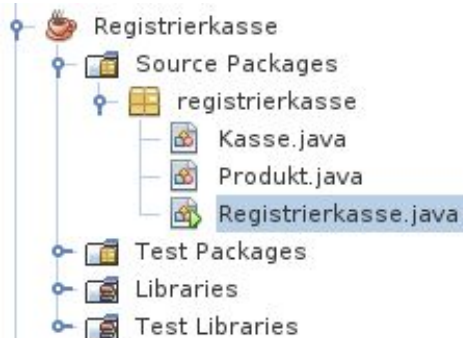 Registrierkasse
Source Packages
registrierkasse
Kasse.java
Produkt.java
Registrierkasse.java
Test Packages
Libraries
Test Libraries